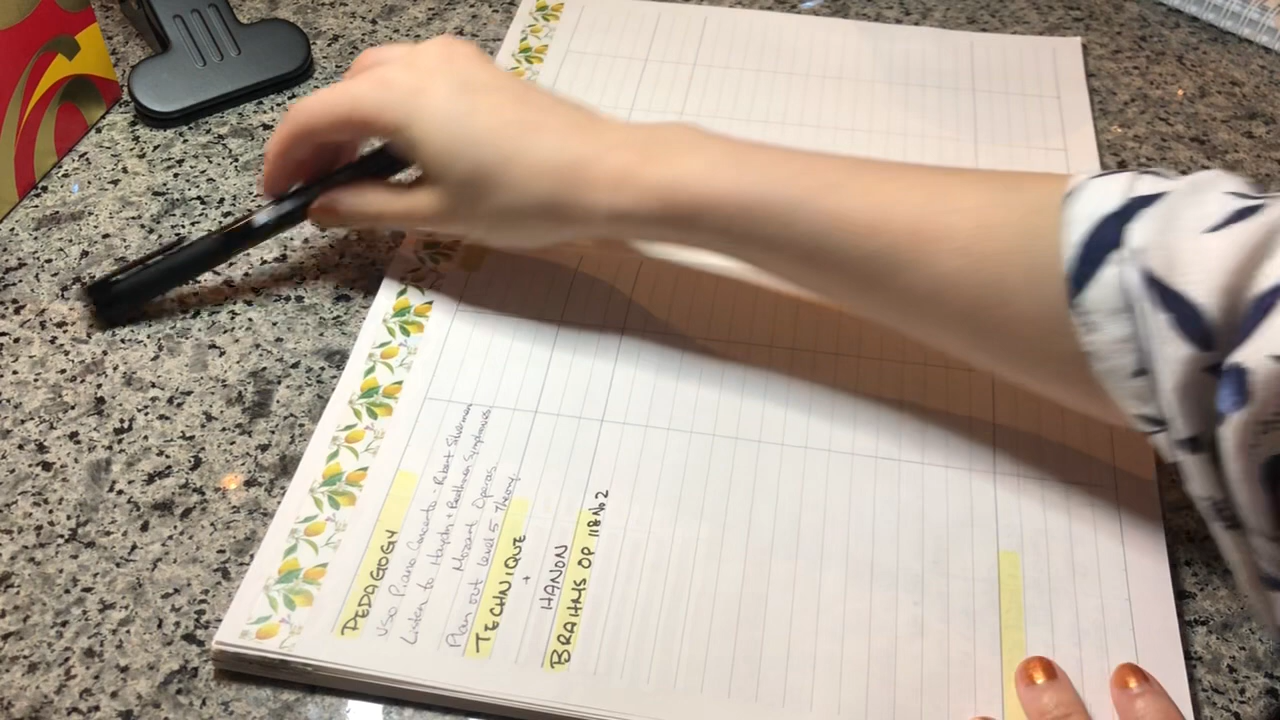 PEDAGOGY
VSO Piano Concerto - Robert Silverman
Listen to Haydn + Beethoven Symphonies
Mozart Operas
Plan out level 5 Theory
TECHNIQUE
+
HANON
BRAHMS OP 118 No 2